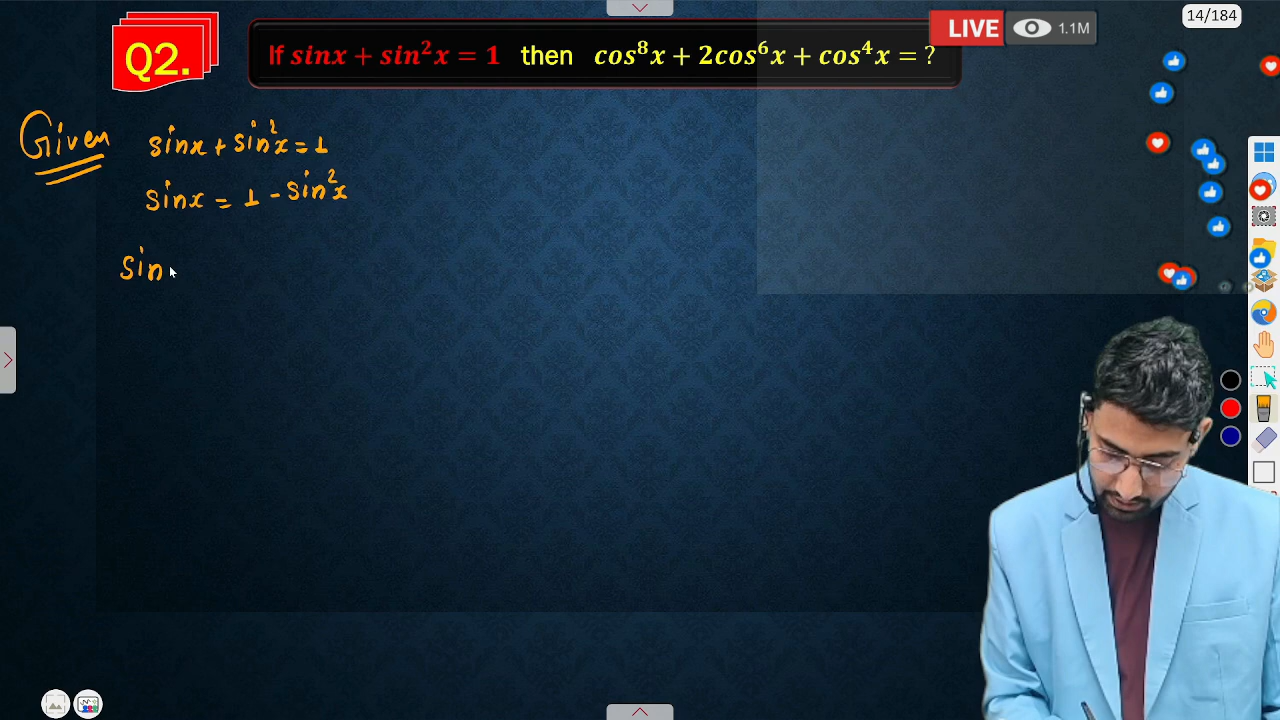 14/184
LIVE 1.1M
Q2. If sinx + sin²x = 1 then cos⁸x + 2cos⁶x + cos⁴x = ?
Given sinx + sin²x = 1
sinx = 1 - sin²x
sin